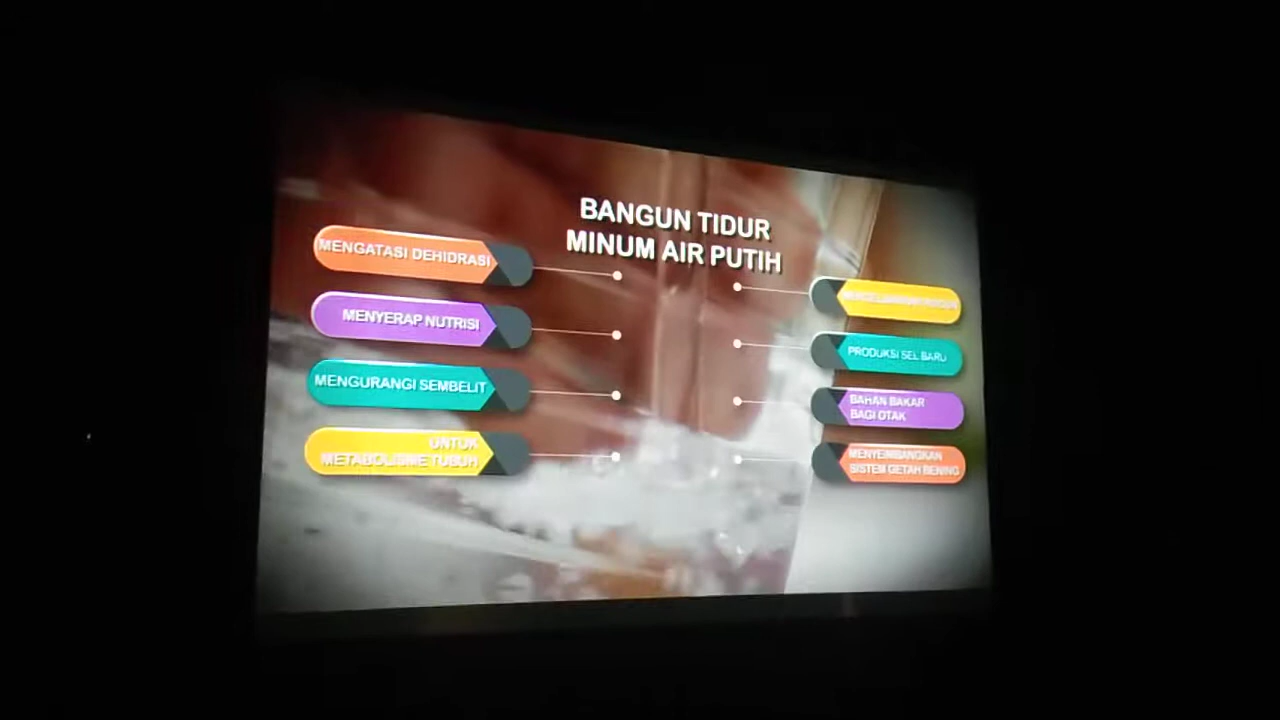 BANGUN TIDUR
MINUM AIR PUTIH
MENGATASI DEHIDRASI
MENYERAP NUTRISI
MENGURANGI SEMBELIT
UNTUK
METABOLISME TUBUH
PRODUKSI SEL BARU
BAHAN BAKAR
BAGI OTAK
MENYEIMBANGKAN
SISTEM GETAH BENING